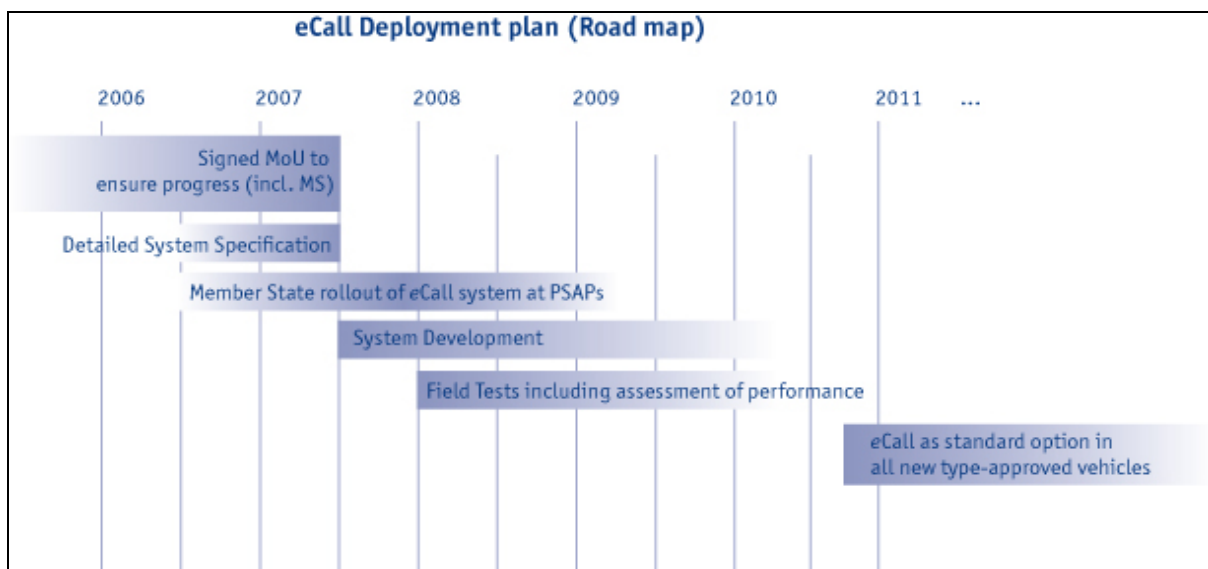 eCall Deployment plan (Road map)
2006 2007 2008 2009 2010 2011 ...
Signed MoU to
ensure progress (incl. MS)
Detailed System Specification
Member State rollout of eCall system at PSAPs
System Development
Field Tests including assessment of performance
eCall as standard option in
all new type-approved vehicles